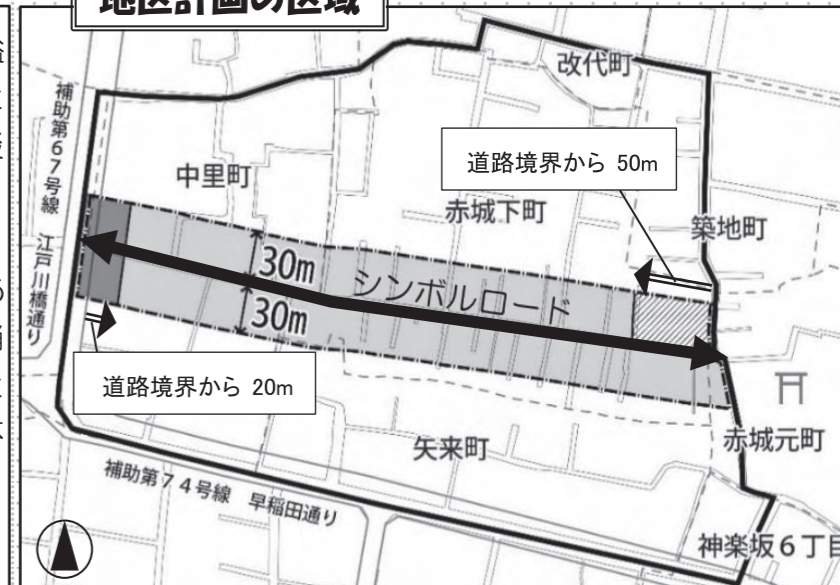 地区計画の区域
改代町
補助第67号線 江戸川橋通り
中里町
道路境界から 50m
赤城下町
築地町
30m
シンボルロード
30m
道路境界から 20m
矢来町
赤城元町
補助第74号線 早稲田通り
神楽坂6丁目